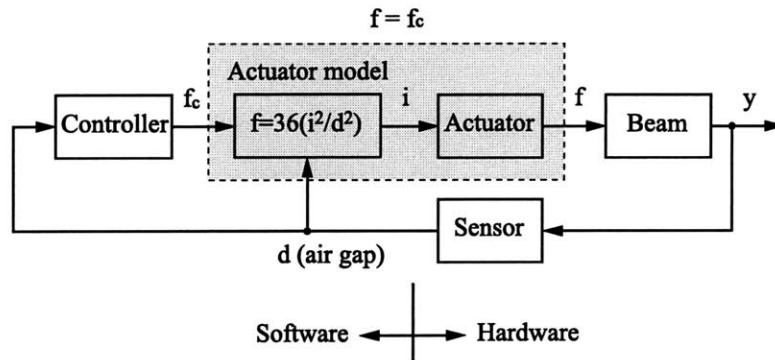 f = fc
Actuator model
fc
i
f
y
Controller
f=36(i²/d²)
Actuator
Beam
Sensor
d (air gap)
Software
Hardware